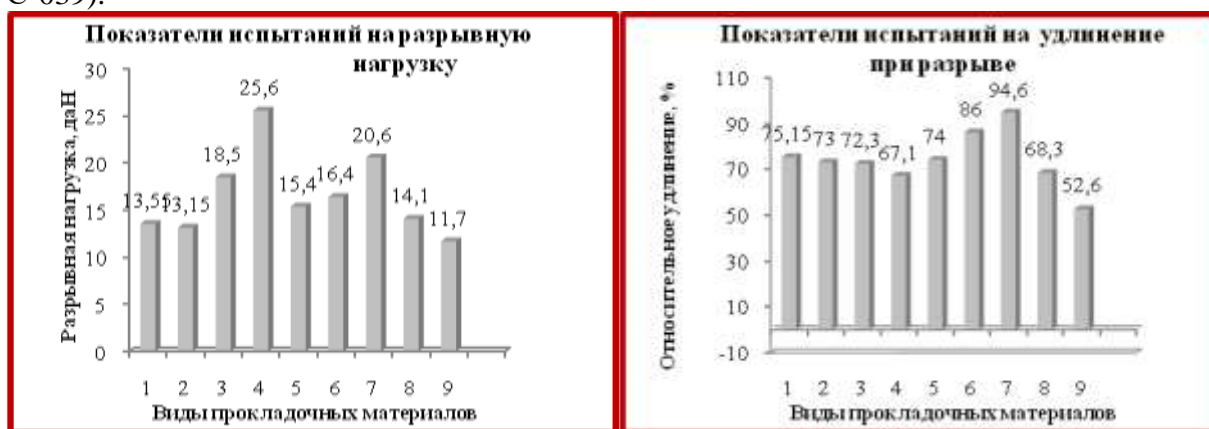 С-039).
Показатели испытаний на разрывную
нагрузку
Разрывная нагрузка, даН
30
25
20
15
10
5
0
13,55
13,15
18,5
25,6
15,4
16,4
20,6
14,1
11,7
1 2 3 4 5 6 7 8 9
Виды прокладочных материалов
Показатели испытаний на удлинение
при разрыве
Относительное удлинение, %
110
90
70
50
30
10
-10
75,15
73
72,3
67,1
74
86
94,6
68,3
52,6
1 2 3 4 5 6 7 8 9
Виды прокладочных материалов